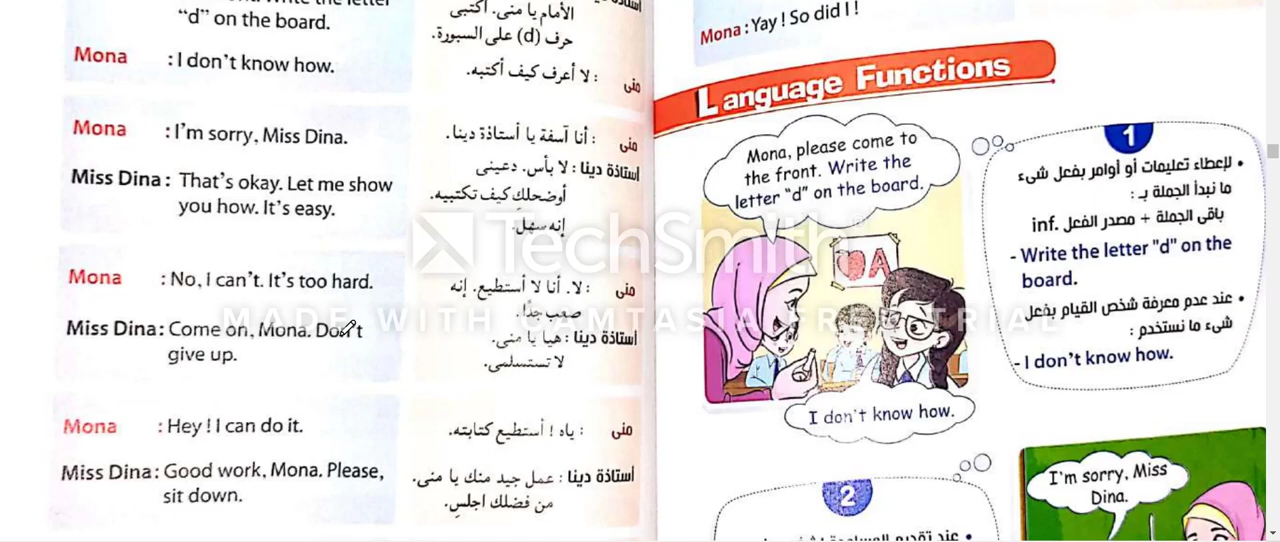 "d" on the board.
Mona : I don't know how.
Mona : I'm sorry, Miss Dina.
Miss Dina : That's okay. Let me show
you how. It's easy.
Mona : No, I can't. It's too hard.
Miss Dina : Come on, Mona. Don't
give up.
Mona : Hey ! I can do it.
Miss Dina : Good work, Mona. Please,
sit down.
الأمام يا منى. اكتبى
حرف (d) على السبورة.
منى : لا أعرف كيف أكتبه.
منى : أنا آسفة يا أستاذة دينا.
أستاذة دينا : لا بأس. دعينى
أوضحلك كيف تكتبيه.
إنه سهل.
منى : لا. أنا لا أستطيع. إنه
صعب جدًا.
أستاذة دينا : هيا يا منى.
لا تستسلمى.
منى : ياه ! أستطيع كتابته.
أستاذة دينا : عمل جيد منك يا منى.
من فضلك اجلسِ.
Mona : Yay ! So did I !
Language Functions
Mona, please come to
the front. Write the
letter "d" on the board.
I don't know how.
1
• لإعطاء تعليمات أو أوامر بفعل شىء
ما نبدأ الجملة بـ :
باقى الجملة + مصدر الفعل .inf
- Write the letter "d" on the
board.
• عند عدم معرفة شخص القيام بفعل
شىء ما نستخدم :
- I don't know how.
2
I'm sorry, Miss
Dina.
A
TechSmith®
MADE WITH CAMTASIA FREE TRIAL